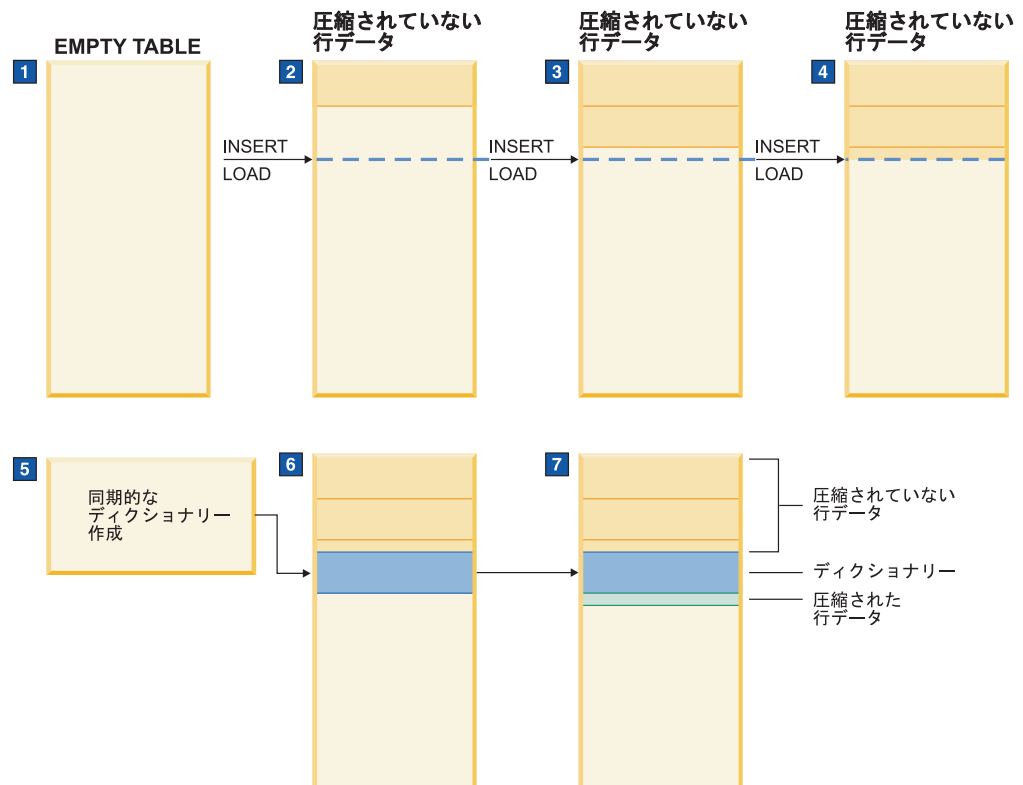 EMPTY TABLE
圧縮されていない
行データ
圧縮されていない
行データ
圧縮されていない
行データ
1
2
3
4
INSERT
LOAD
INSERT
LOAD
INSERT
LOAD
5
同期的な
ディクショナリー
作成
6
7
圧縮されていない
行データ
ディクショナリー
圧縮された
行データ